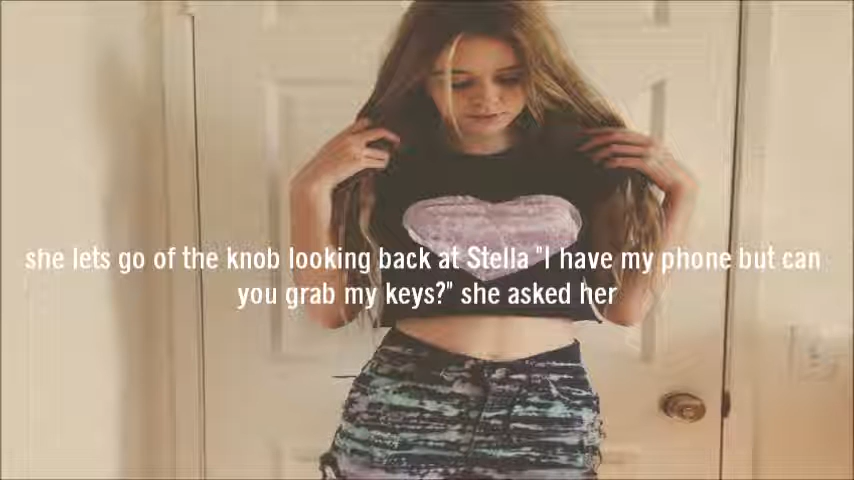 she lets go of the knob looking back at Stella "I have my phone but can
you grab my keys?" she asked her